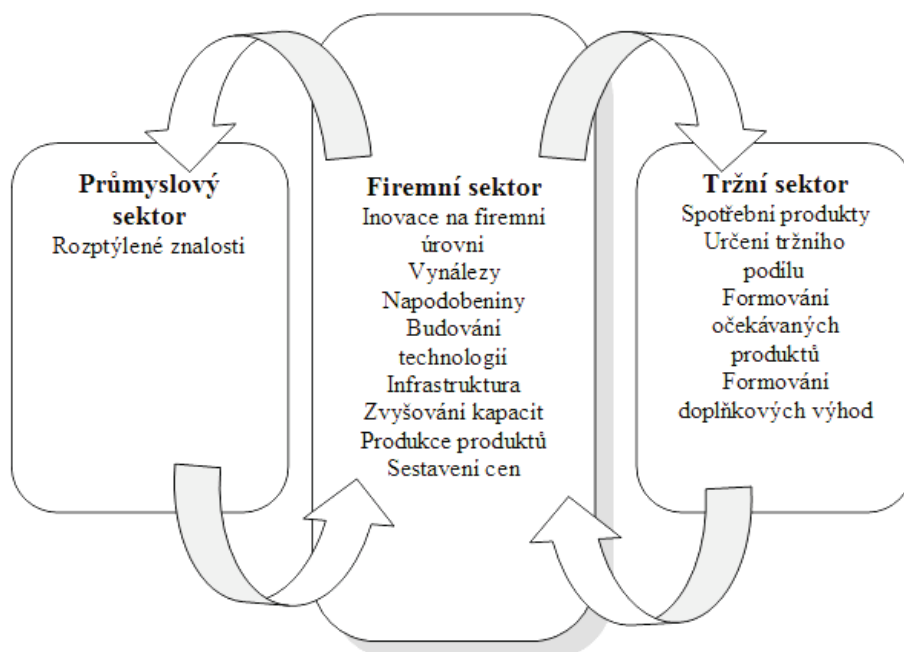 Průmyslový
sektor
Rozptýlené znalosti
Firemní sektor
Inovace na firemní
úrovni
Vynálezy
Napodobeniny
Budování
technologií
Infrastruktura
Zvyšování kapacit
Produkce produktů
Sestavení cen
Tržní sektor
Spotřební produkty
Určení tržního
podílu
Formování
očekávaných
produktů
Formování
doplňkových výhod